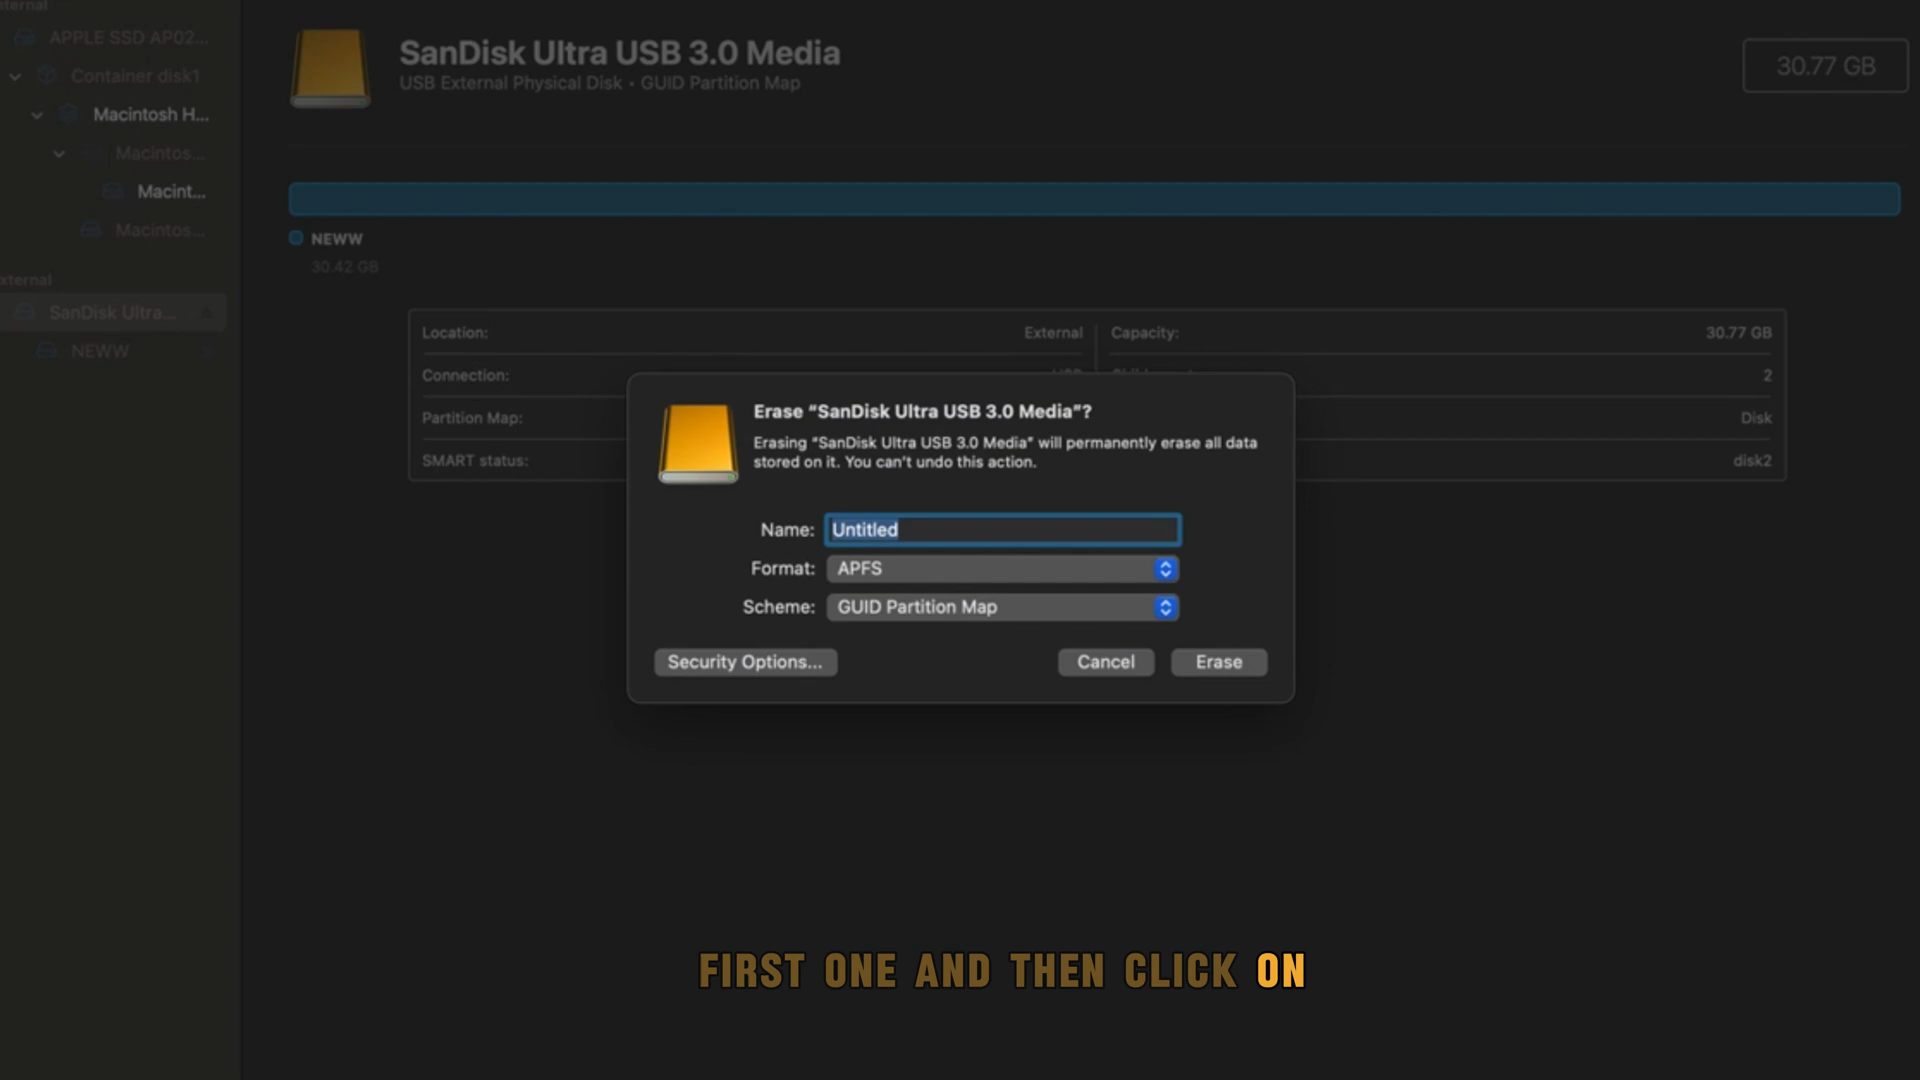 APPLE SSD AP02...
Container disk1
Macintosh H...
Macintos...
Macint...
Macintos...
SanDisk Ultra...
NEWW
SanDisk Ultra USB 3.0 Media
USB External Physical Disk • GUID Partition Map
30.77 GB
NEWW
30.42 GB
Location:
External
Capacity:
30.77 GB
Connection:
2
Partition Map:
Disk
SMART status:
disk2
Erase “SanDisk Ultra USB 3.0 Media”?
Erasing “SanDisk Ultra USB 3.0 Media” will permanently erase all data
stored on it. You can’t undo this action.
Name: Untitled
Format: APFS
Scheme: GUID Partition Map
Security Options...
Cancel
Erase
FIRST ONE AND THEN CLICK ON